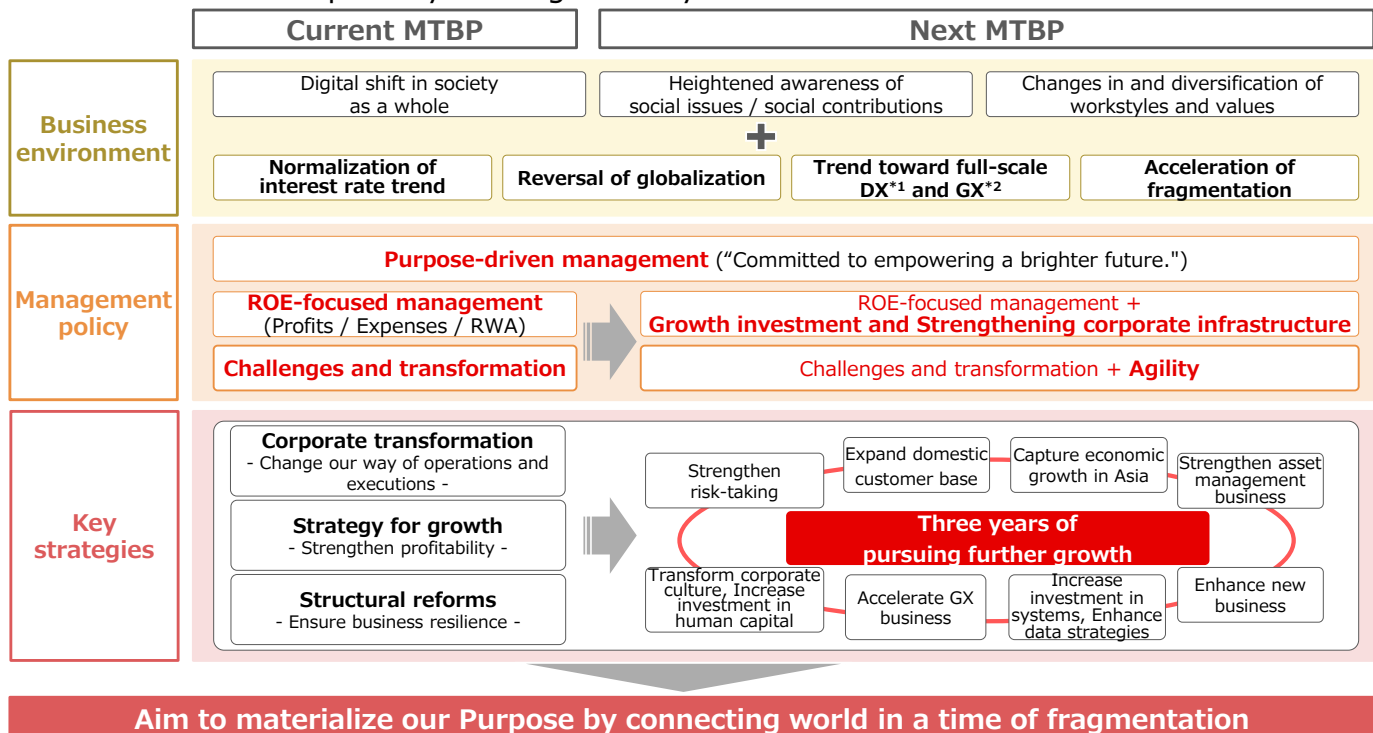 Current MTBP
Next MTBP
Business
environment
Digital shift in society
as a whole
Heightened awareness of
social issues / social contributions
Changes in and diversification of
workstyles and values
Normalization of
interest rate trend
Reversal of globalization
Trend toward full-scale
DX*1 and GX*2
Acceleration of
fragmentation
Management
policy
Purpose-driven management (“Committed to empowering a brighter future.")
ROE-focused management
(Profits / Expenses / RWA)
ROE-focused management +
Growth investment and Strengthening corporate infrastructure
Challenges and transformation
Challenges and transformation + Agility
Key
strategies
Corporate transformation
- Change our way of operations and
executions -
Strategy for growth
- Strengthen profitability -
Structural reforms
- Ensure business resilience -
Strengthen
risk-taking
Expand domestic
customer base
Capture economic
growth in Asia
Strengthen asset
management
business
Three years of
pursuing further growth
Transform corporate
culture, Increase
investment in
human capital
Accelerate GX
business
Increase
investment in
systems, Enhance
data strategies
Enhance new
business
Aim to materialize our Purpose by connecting world in a time of fragmentation